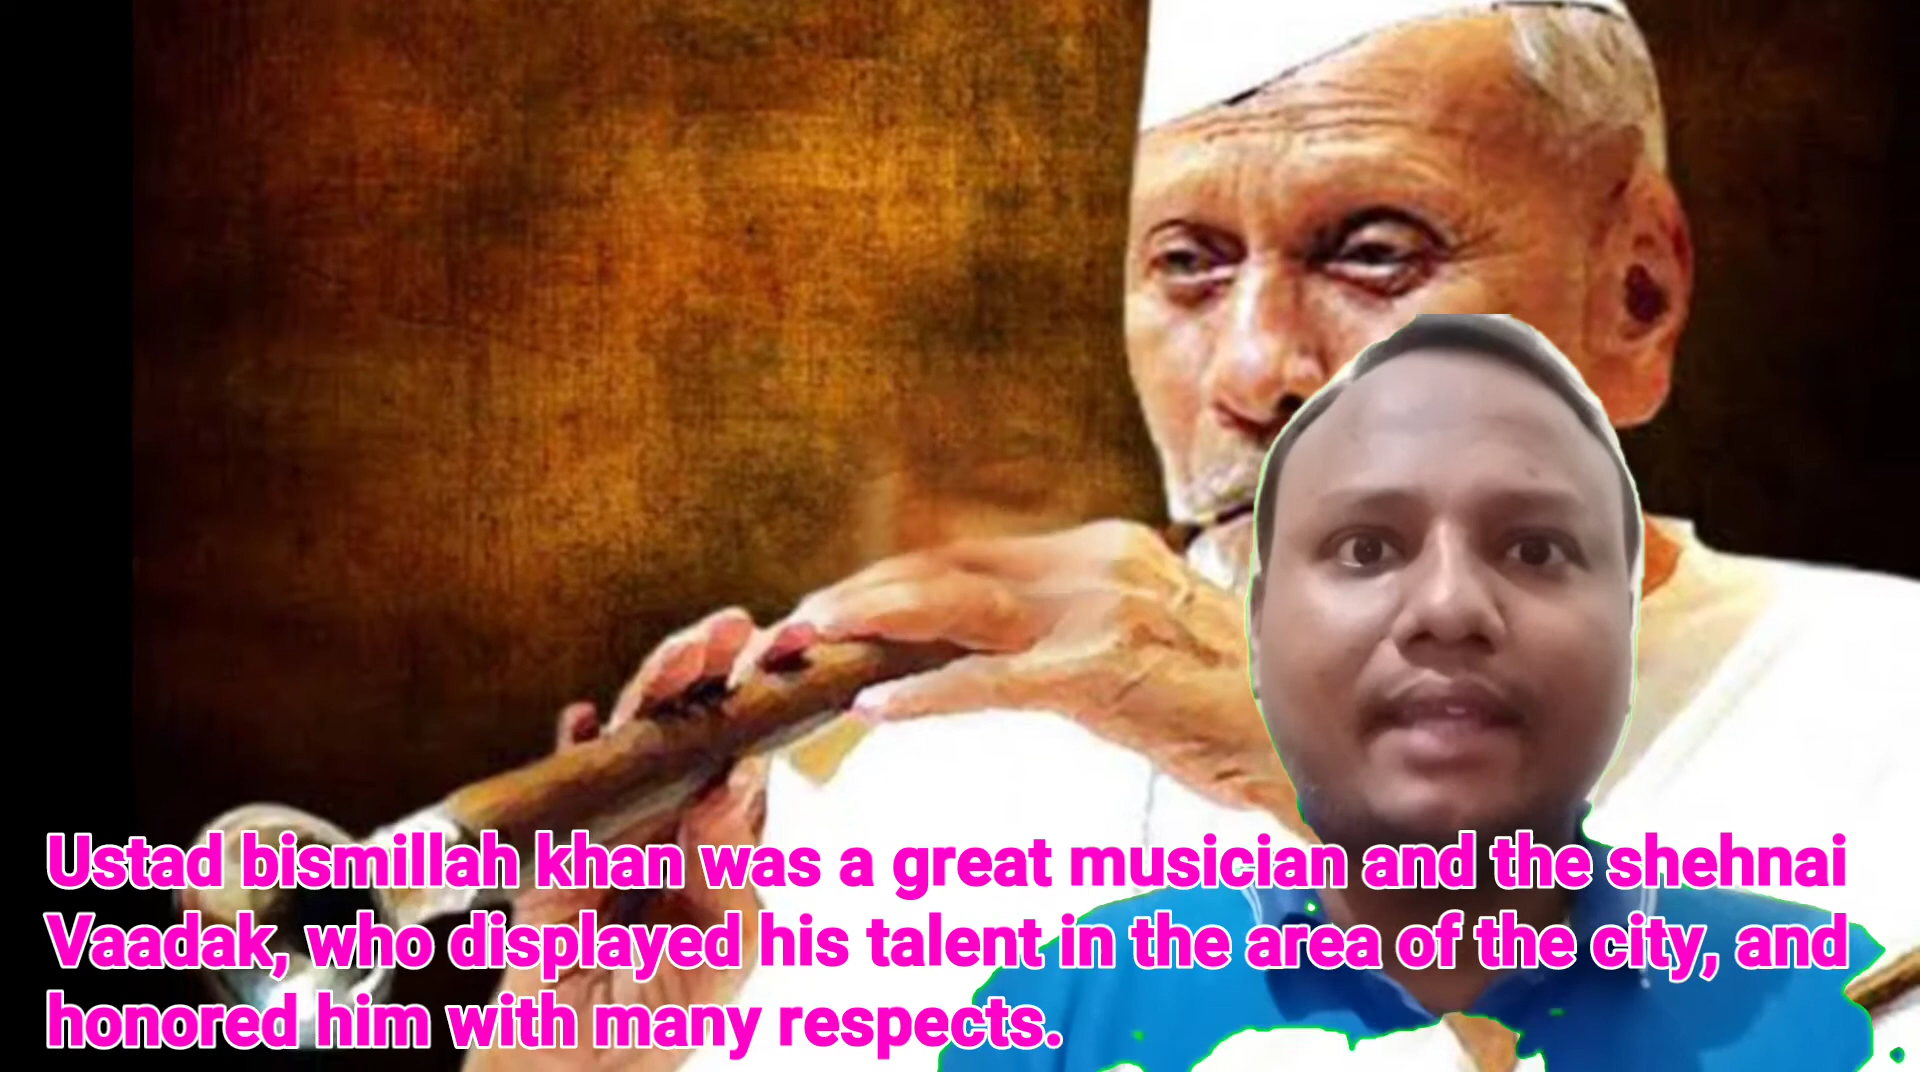 Ustad bismillah khan was a great musician and the shehnai
Vaadak, who displayed his talent in the area of the city, and
honored him with many respects.